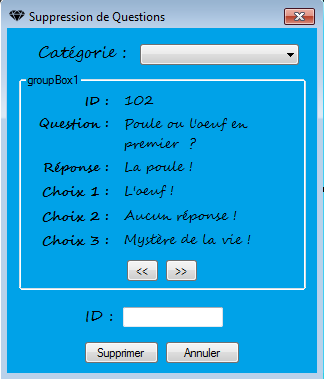 Suppression de Questions
Catégorie :
groupBox1
ID : 102
Question : Poule ou l'oeuf en
premier ?
Réponse : La poule !
Choix 1 : L'oeuf !
Choix 2 : Aucun réponse !
Choix 3 : Mystère de la vie !
<< >>
ID :
Supprimer Annuler